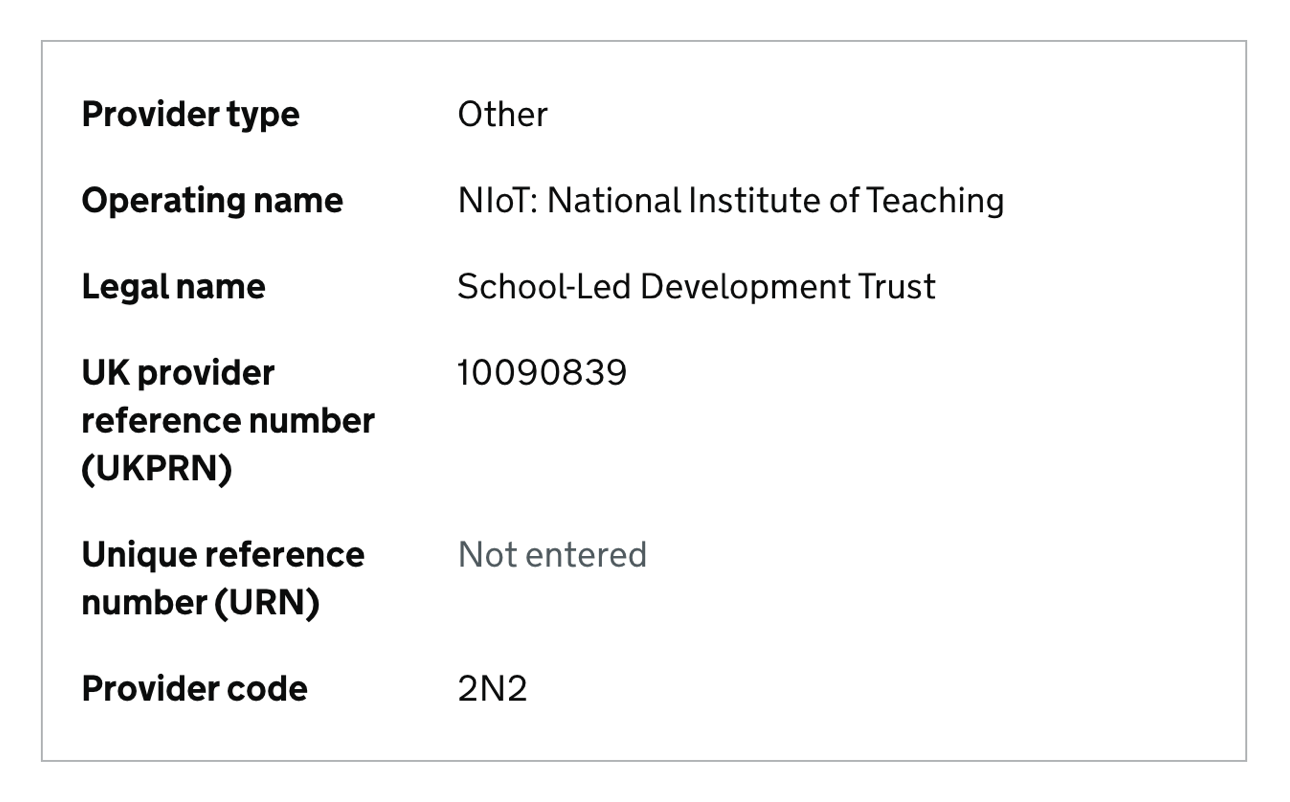 Provider type Other
Operating name NIoT: National Institute of Teaching
Legal name School-Led Development Trust
UK provider 10090839
reference number
(UKPRN)
Unique reference Not entered
number (URN)
Provider code 2N2